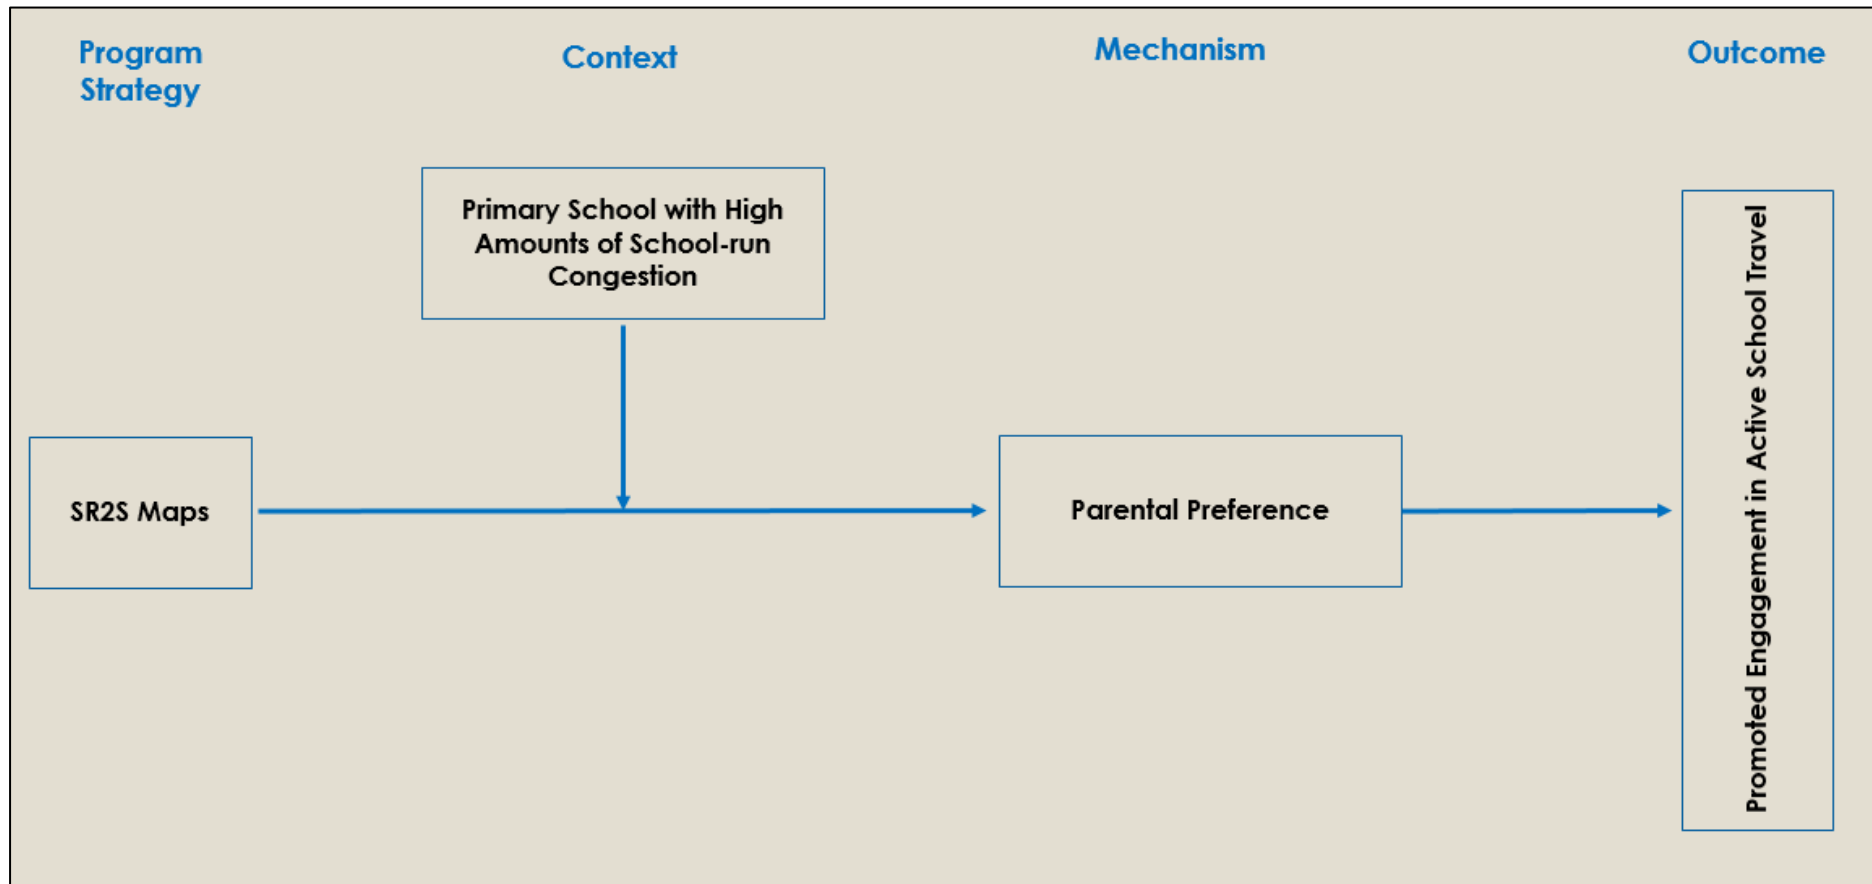 Program
Strategy
Context
Mechanism
Outcome
Primary School with High
Amounts of School-run
Congestion
SR2S Maps
Parental Preference
Promoted Engagement in Active School Travel